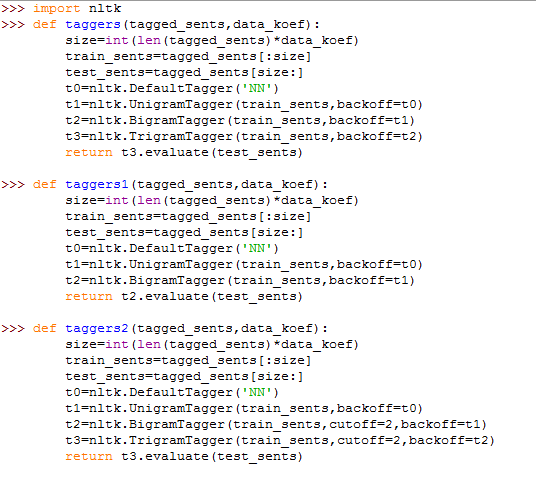 >>> import nltk
>>> def taggers(tagged_sents,data_koef):
        size=int(len(tagged_sents)*data_koef)
        train_sents=tagged_sents[:size]
        test_sents=tagged_sents[size:]
        t0=nltk.DefaultTagger('NN')
        t1=nltk.UnigramTagger(train_sents,backoff=t0)
        t2=nltk.BigramTagger(train_sents,backoff=t1)
        t3=nltk.TrigramTagger(train_sents,backoff=t2)
        return t3.evaluate(test_sents)

>>> def taggers1(tagged_sents,data_koef):
        size=int(len(tagged_sents)*data_koef)
        train_sents=tagged_sents[:size]
        test_sents=tagged_sents[size:]
        t0=nltk.DefaultTagger('NN')
        t1=nltk.UnigramTagger(train_sents,backoff=t0)
        t2=nltk.BigramTagger(train_sents,backoff=t1)
        return t2.evaluate(test_sents)

>>> def taggers2(tagged_sents,data_koef):
        size=int(len(tagged_sents)*data_koef)
        train_sents=tagged_sents[:size]
        test_sents=tagged_sents[size:]
        t0=nltk.DefaultTagger('NN')
        t1=nltk.UnigramTagger(train_sents,backoff=t0)
        t2=nltk.BigramTagger(train_sents,cutoff=2,backoff=t1)
        t3=nltk.TrigramTagger(train_sents,cutoff=2,backoff=t2)
        return t3.evaluate(test_sents)